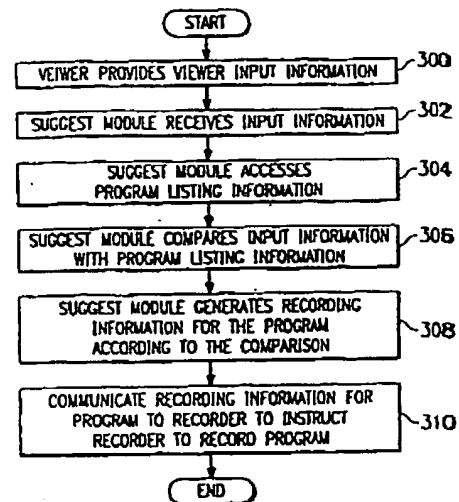 START
VEIWER PROVIDES VIEWER INPUT INFORMATION
300
SUGGEST MODULE RECEIVES INPUT INFORMATION
302
SUGGEST MODULE ACCESSES
PROGRAM LISTING INFORMATION
304
SUGGEST MODULE COMPARES INPUT INFORMATION
WITH PROGRAM LISTING INFORMATION
306
SUGGEST MODULE GENERATES RECORDING
INFORMATION FOR THE PROGRAM
ACCORDING TO THE COMPARISON
308
COMMUNICATE RECORDING INFORMATION FOR
PROGRAM TO RECORDER TO INSTRUCT
RECORDER TO RECORD PROGRAM
310
END